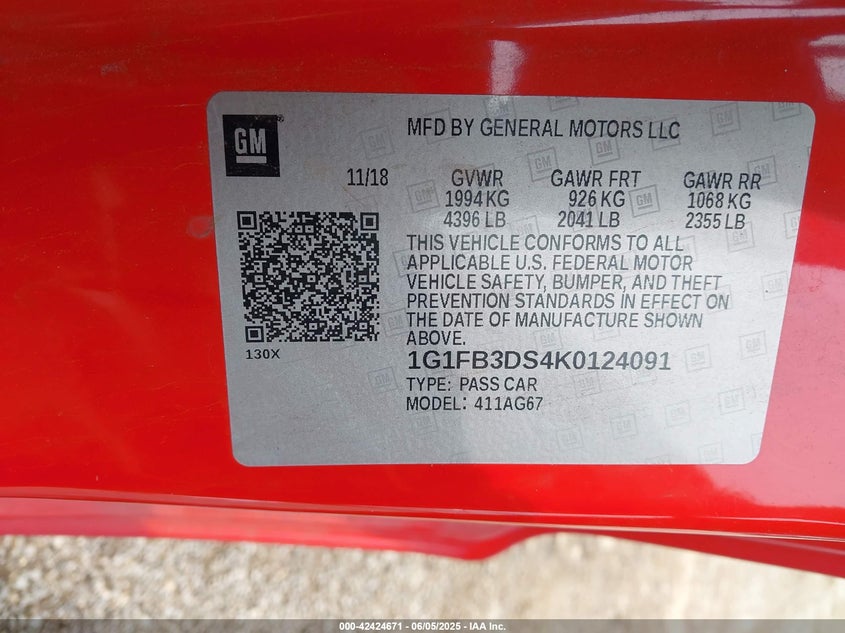 GM
MFD BY GENERAL MOTORS LLC
11/18 GVWR GAWR FRT GAWR RR
1994 KG 926 KG 1068 KG
4396 LB 2041 LB 2355 LB
THIS VEHICLE CONFORMS TO ALL
APPLICABLE U.S. FEDERAL MOTOR
VEHICLE SAFETY, BUMPER, AND THEFT
PREVENTION STANDARDS IN EFFECT ON
THE DATE OF MANUFACTURE SHOWN
ABOVE.
130X
1G1FB3DS4K0124091
TYPE: PASS CAR
MODEL: 411AG67
000-42424671 - 06/05/2025 - IAA Inc.